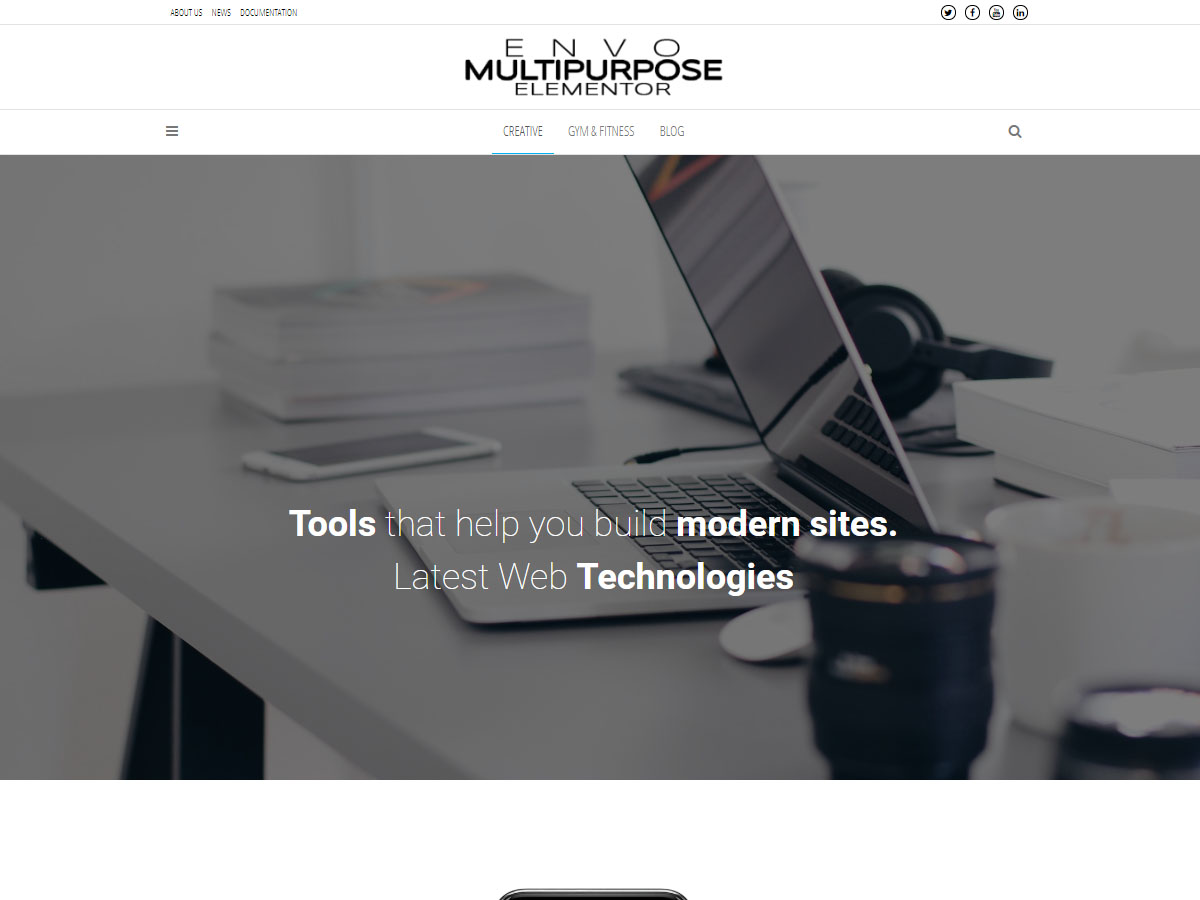 ABOUT US NEWS DOCUMENTATION
ENVO
MULTIPURPOSE
ELEMENTOR
CREATIVE GYM & FITNESS BLOG
Tools that help you build modern sites.
Latest Web Technologies